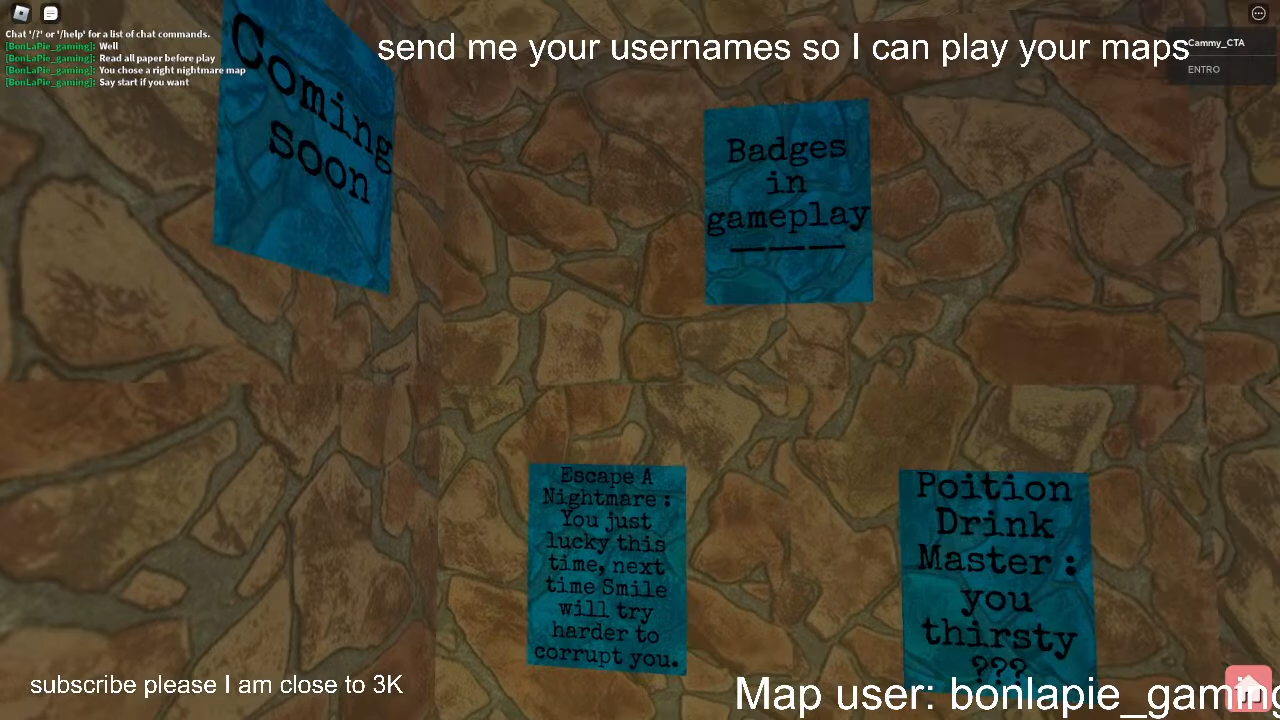 Chat '/?' or '/help' for a list of chat commands.
[BonLaPie_gaming]: Well
[BonLaPie_gaming]: Read all paper before play
[BonLaPie_gaming]: You chose a right nightmare map
[BonLaPie_gaming]: Say start if you want
send me your usernames so I can play your maps
Cammy_CTA
ENTRO
Coming
soon
Badges
in
gameplay
Escape A
Nightmare :
You just
lucky this
time, next
time Smile
will try
harder to
corrupt you.
Poition
Drink
Master :
you
thirsty
???
subscribe please I am close to 3K
Map user: bonlapie_gaming